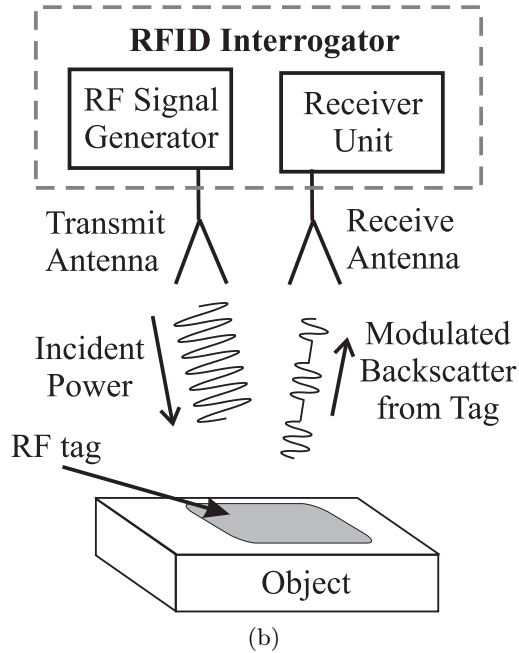 RFID Interrogator
RF Signal
Generator
Receiver
Unit
Transmit
Antenna
Receive
Antenna
Incident
Power
Modulated
Backscatter
from Tag
RF tag
Object
(b)